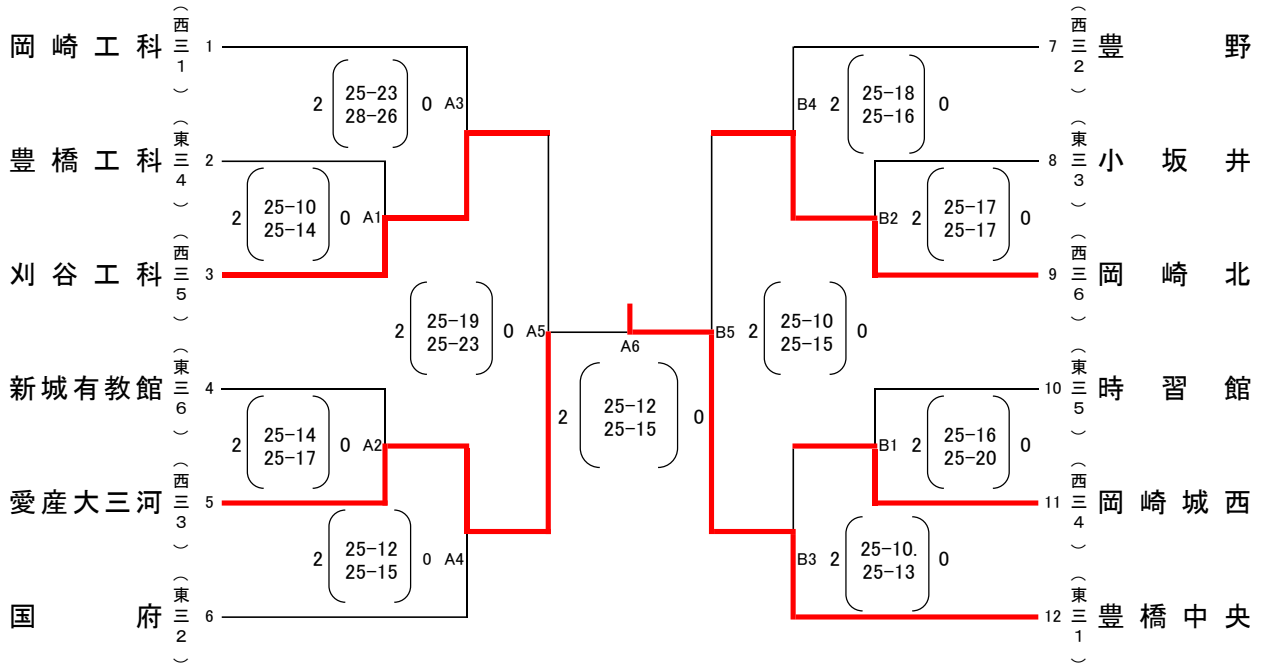 岡崎工科 (西三1) 1
豊橋工科 (東三4) 2
刈谷工科 (西三5) 3
新城有教館 (東三6) 4
愛産大三河 (西三3) 5
国府 (東三2) 6
2 25-23 0 A3
28-26
2 25-10 0 A1
25-14
2 25-19 0 A5
25-23
2 25-14 0 A2
25-17
2 25-12 0 A4
25-15
A6
2 25-12 0
25-15
B4 2 25-18 0
25-16
B2 2 25-17 0
25-17
B5 2 25-10 0
25-15
B1 2 25-16 0
25-20
B3 2 25-10. 0
25-13
7 (西三2) 豊野
8 (東三3) 小坂井
9 (西三6) 岡崎北
10 (東三5) 時習館
11 (西三4) 岡崎城西
12 (東三1) 豊橋中央